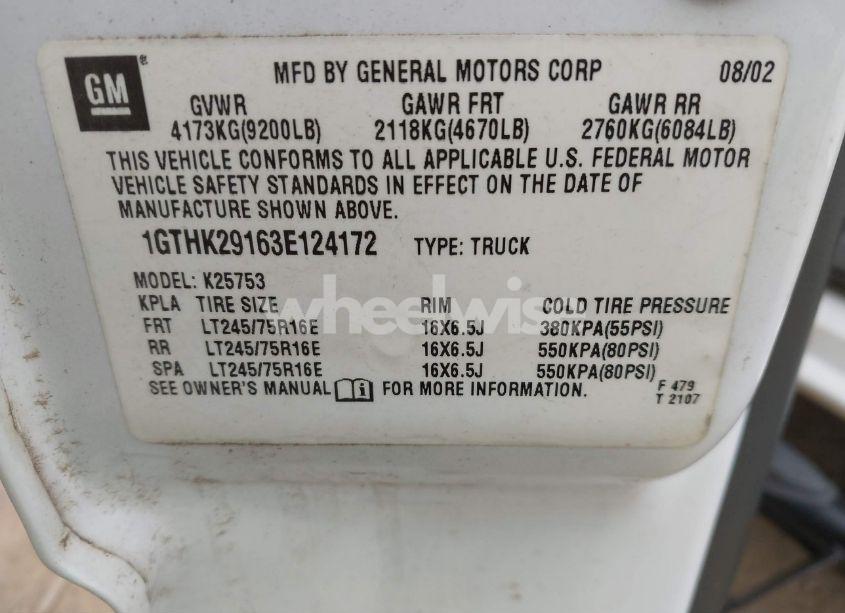 GM ® MFD BY GENERAL MOTORS CORP 08/02
GVWR GAWR FRT GAWR RR
4173KG(9200LB) 2118KG(4670LB) 2760KG(6084LB)
THIS VEHICLE CONFORMS TO ALL APPLICABLE U.S. FEDERAL MOTOR
VEHICLE SAFETY STANDARDS IN EFFECT ON THE DATE OF
MANUFACTURE SHOWN ABOVE.
1GTHK29163E124172 TYPE: TRUCK
MODEL: K25753
KPLA TIRE SIZE RIM COLD TIRE PRESSURE
FRT LT245/75R16E 16X6.5J 380KPA(55PSI)
RR LT245/75R16E 16X6.5J 550KPA(80PSI)
SPA LT245/75R16E 16X6.5J 550KPA(80PSI)
SEE OWNER'S MANUAL FOR MORE INFORMATION.
F 479
T 2107